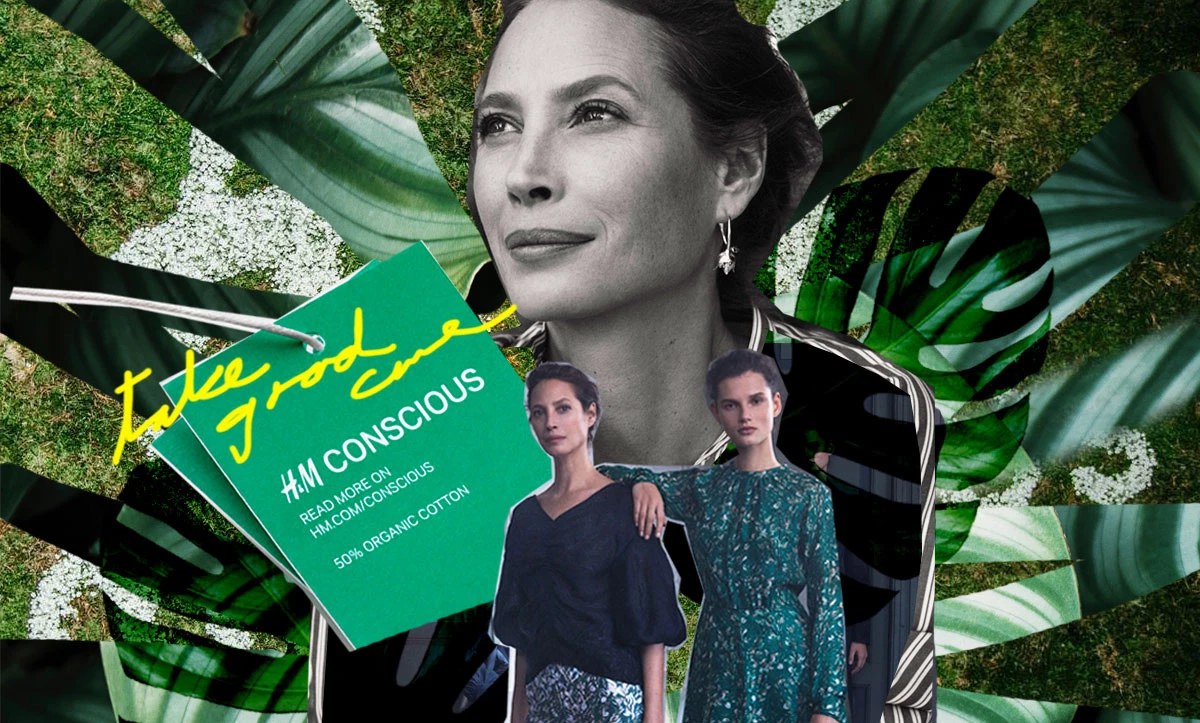 take good care
H&M CONSCIOUS
READ MORE ON
HM.COM/CONSCIOUS
50% ORGANIC COTTON